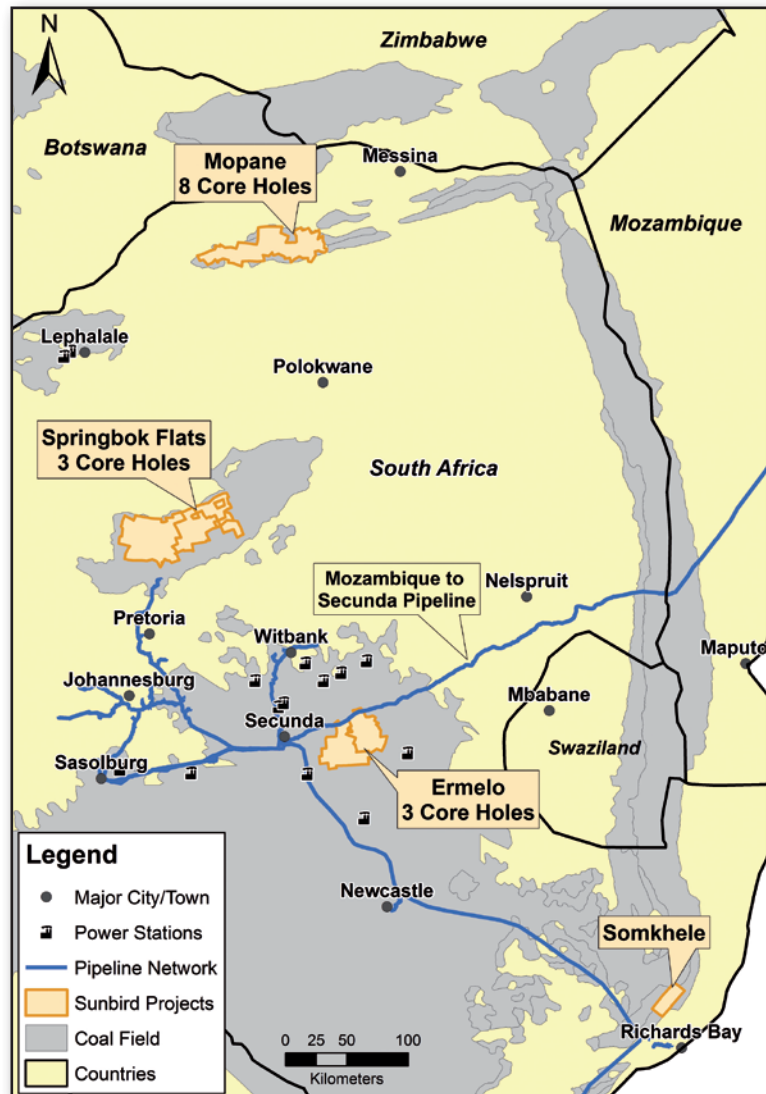 N
Zimbabwe
Botswana
Mopane
8 Core Holes
Messina
Mozambique
Lephalale
Polokwane
Springbok Flats
3 Core Holes
South Africa
Mozambique to
Secunda Pipeline
Nelspruit
Pretoria
Witbank
Maputo
Johannesburg
Mbabane
Secunda
Swaziland
Sasolburg
Ermelo
3 Core Holes
Legend
Major City/Town
Power Stations
Pipeline Network
Sunbird Projects
Coal Field
Countries
Newcastle
Somkhele
Richards Bay
0 25 50 100
Kilometers